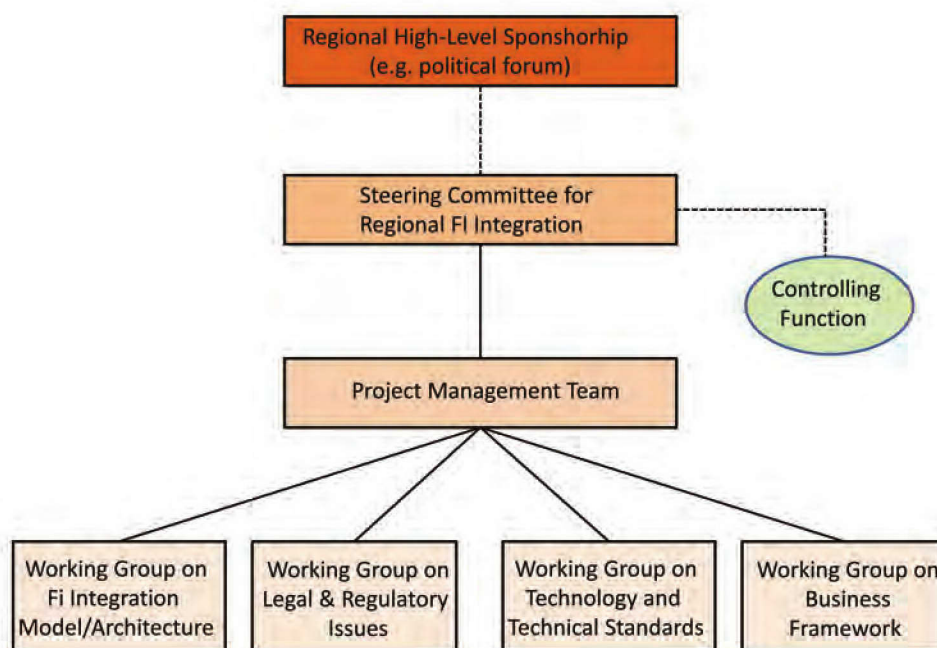 Regional High-Level Sponshorhip
(e.g. political forum)
Steering Committee for
Regional FI Integration
Controlling
Function
Project Management Team
Working Group on
Fi Integration
Model/Architecture
Working Group on
Legal & Regulatory
Issues
Working Group on
Technology and
Technical Standards
Working Group on
Business
Framework